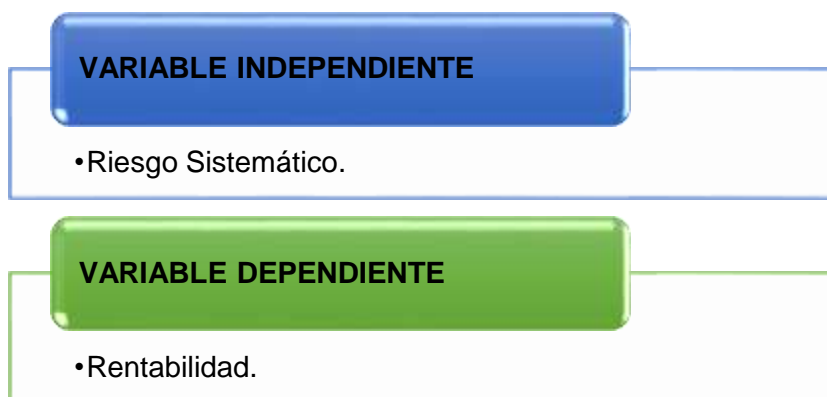 VARIABLE INDEPENDIENTE
•Riesgo Sistemático.
VARIABLE DEPENDIENTE
•Rentabilidad.